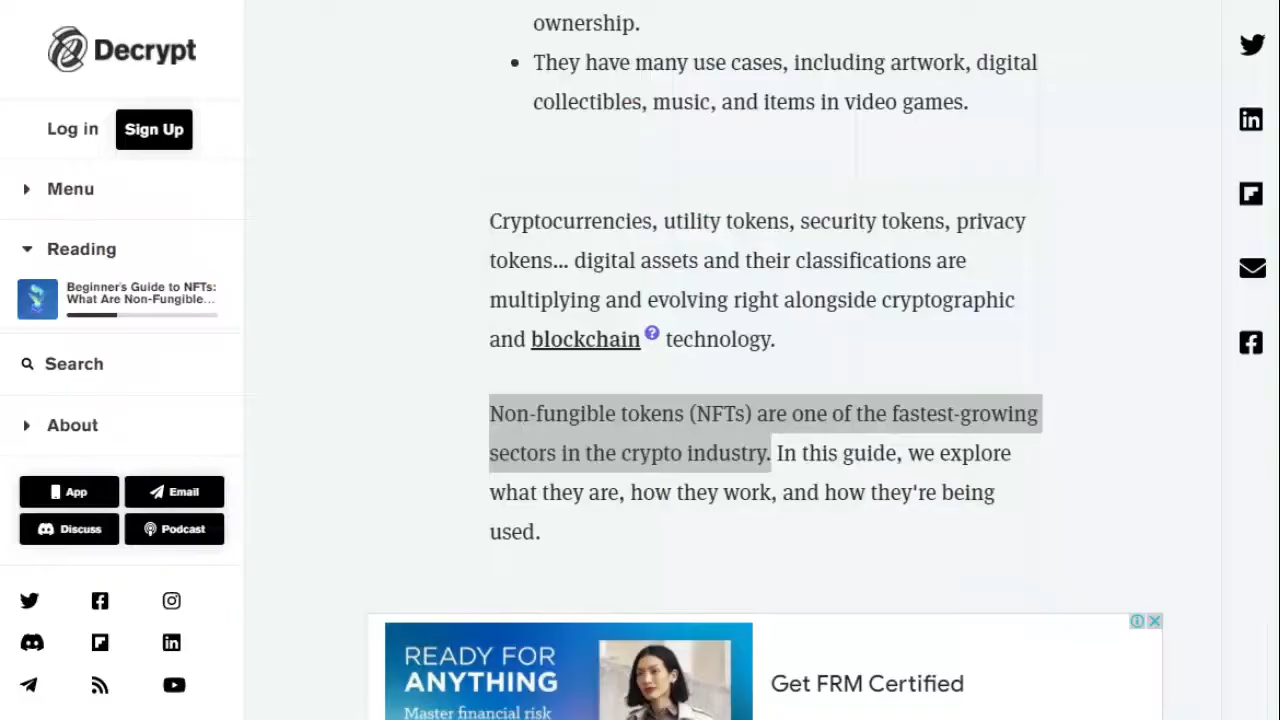 Decrypt
Log in
Sign Up
Menu
Reading
Beginner's Guide to NFTs:
What Are Non-Fungible...
Search
About
App
Email
Discuss
Podcast
ownership.
• They have many use cases, including artwork, digital
collectibles, music, and items in video games.
Cryptocurrencies, utility tokens, security tokens, privacy
tokens... digital assets and their classifications are
multiplying and evolving right alongside cryptographic
and blockchain ? technology.
Non-fungible tokens (NFTs) are one of the fastest-growing
sectors in the crypto industry. In this guide, we explore
what they are, how they work, and how they're being
used.
READY FOR
ANYTHING
Master financial risk
Get FRM Certified